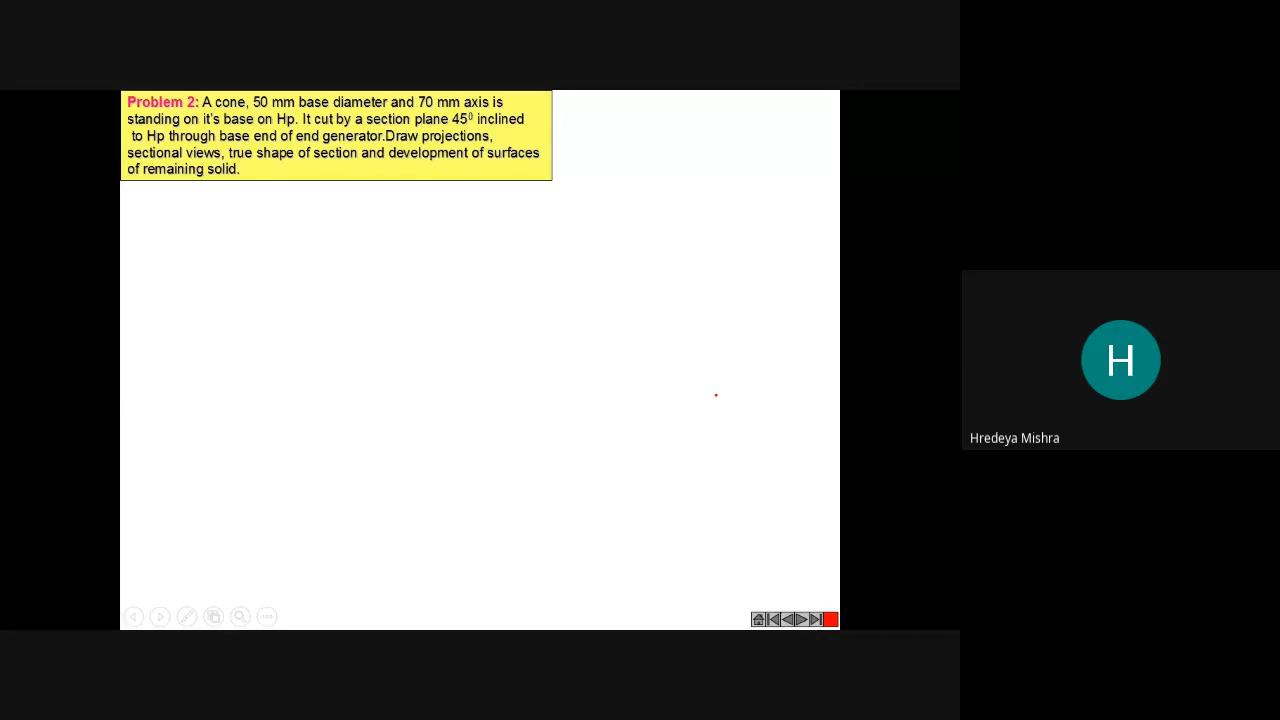 Problem 2: A cone, 50 mm base diameter and 70 mm axis is
standing on it's base on Hp. It cut by a section plane 45⁰ inclined
to Hp through base end of end generator.Draw projections,
sectional views, true shape of section and development of surfaces
of remaining solid.
H
Hredeya Mishra